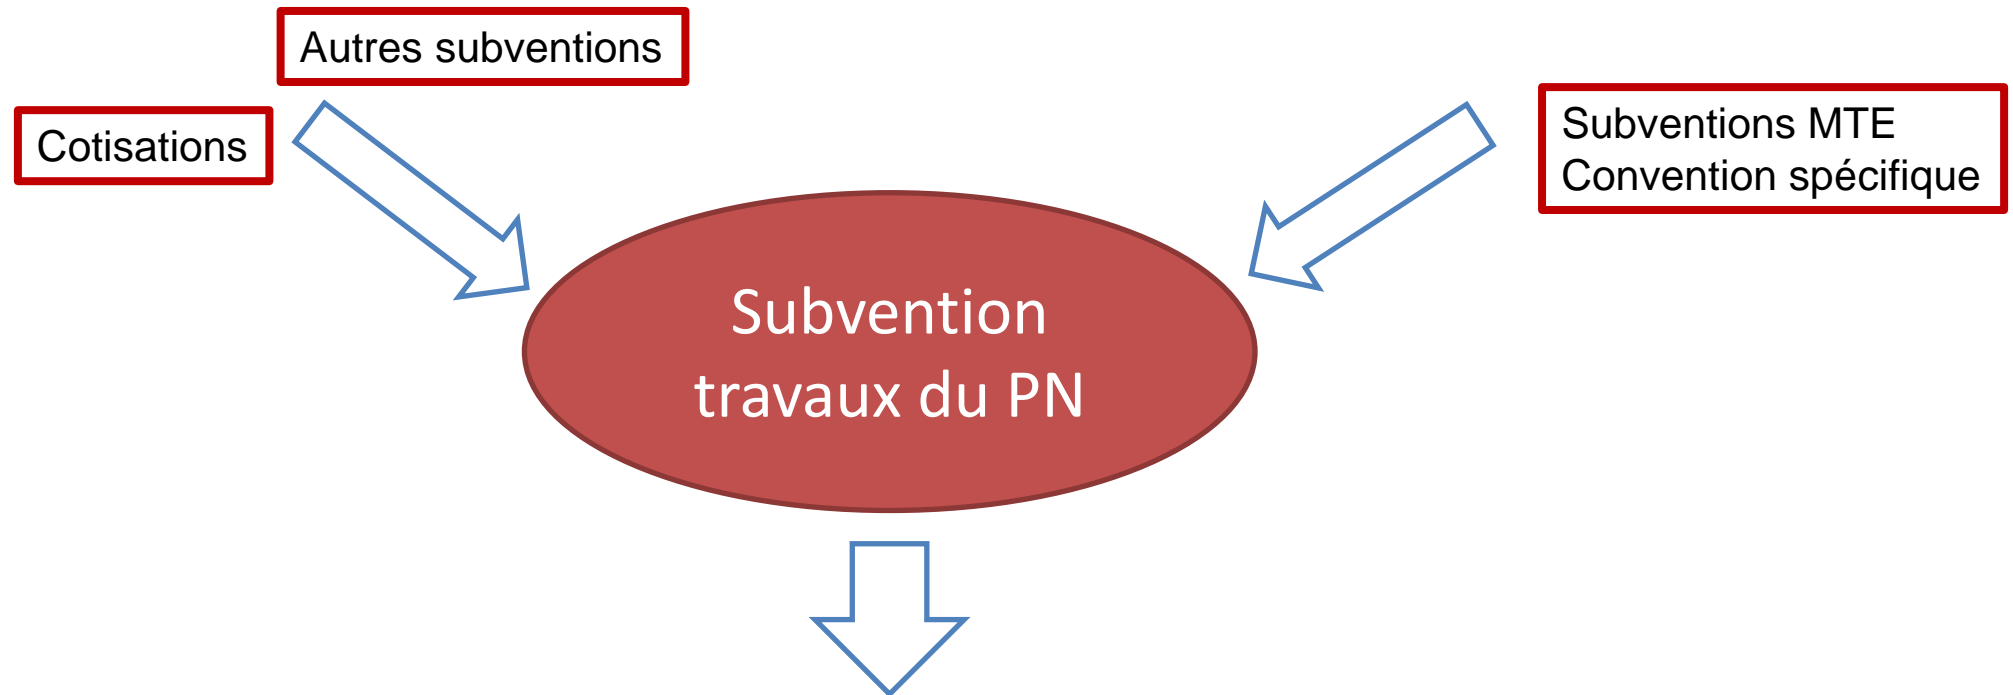 Autres subventions
Cotisations
Subventions MTE
Convention spécifique
Subvention
travaux du PN